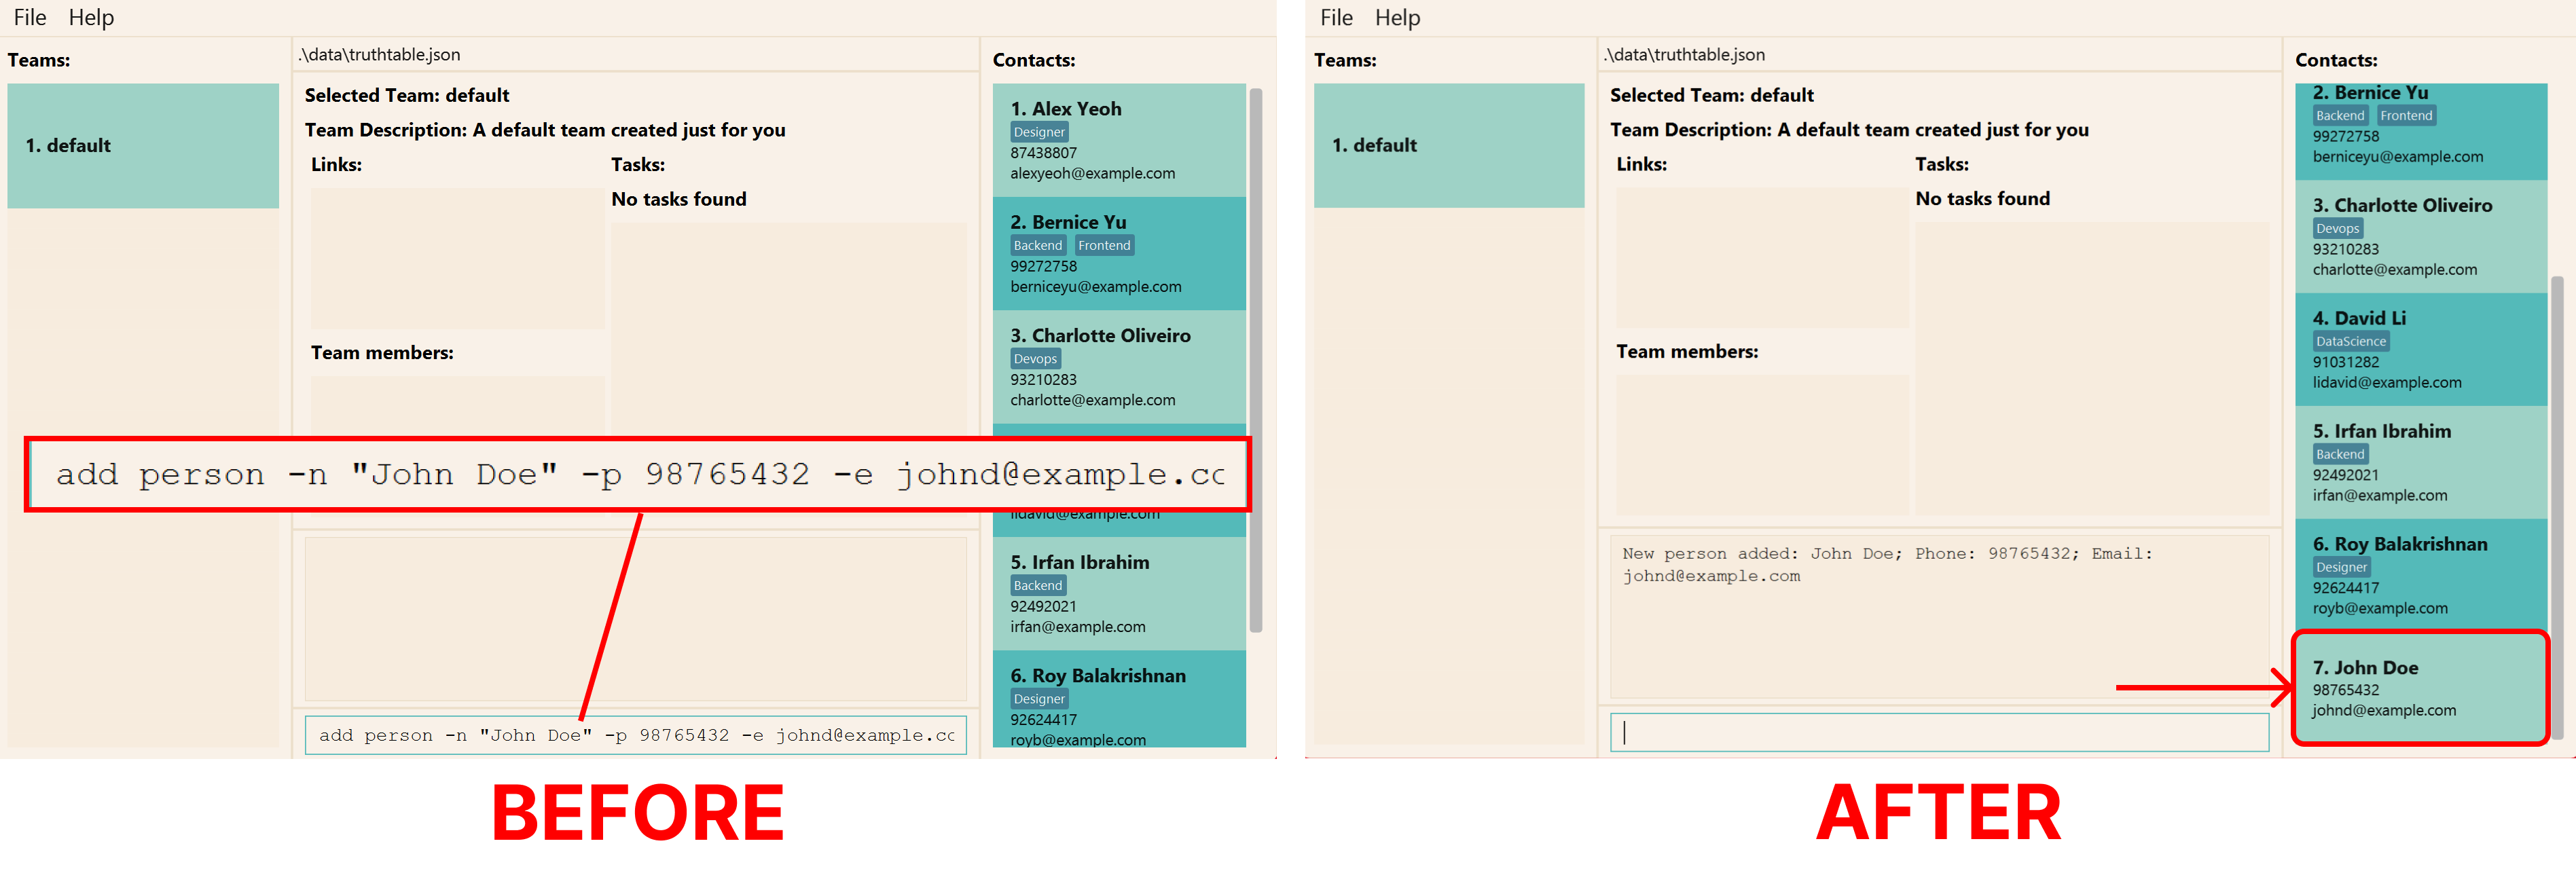 File Help
Teams:
1. default
.\data\truthtable.json
Selected Team: default
Team Description: A default team created just for you
Links:
Tasks:
No tasks found
Team members:
add person -n "John Doe" -p 98765432 -e johnd@example.cc
add person -n "John Doe" -p 98765432 -e johnd@example.cc
Contacts:
1. Alex Yeoh
Designer
87438807
alexyeoh@example.com
2. Bernice Yu
Backend Frontend
99272758
berniceyu@example.com
3. Charlotte Oliveiro
Devops
93210283
charlotte@example.com
lidavid@example.com
5. Irfan Ibrahim
Backend
92492021
irfan@example.com
6. Roy Balakrishnan
Designer
92624417
royb@example.com
BEFORE
File Help
Teams:
1. default
.\data\truthtable.json
Selected Team: default
Team Description: A default team created just for you
Links:
Tasks:
No tasks found
Team members:
New person added: John Doe; Phone: 98765432; Email:
johnd@example.com
Contacts:
2. Bernice Yu
Backend Frontend
99272758
berniceyu@example.com
3. Charlotte Oliveiro
Devops
93210283
charlotte@example.com
4. David Li
DataScience
91031282
lidavid@example.com
5. Irfan Ibrahim
Backend
92492021
irfan@example.com
6. Roy Balakrishnan
Designer
92624417
royb@example.com
7. John Doe
98765432
johnd@example.com
AFTER